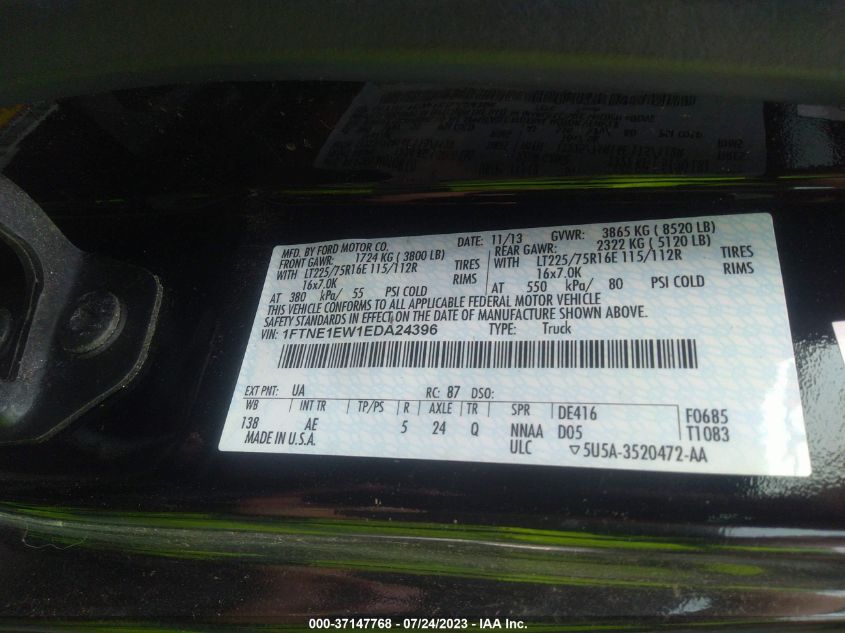 MFD. BY FORD MOTOR CO.
DATE: 11/13 GVWR: 3865 KG ( 8520 LB)
FRONT GAWR: 1724 KG ( 3800 LB)
REAR GAWR: 2322 KG ( 5120 LB)
WITH LT225/75R16E 115/112R TIRES
WITH LT225/75R16E 115/112R TIRES
16x7.0K RIMS
16x7.0K RIMS
AT 380 kPa/ 55 PSI COLD
AT 550 kPa/ 80 PSI COLD
THIS VEHICLE CONFORMS TO ALL APPLICABLE FEDERAL MOTOR VEHICLE
SAFETY STANDARDS IN EFFECT ON THE DATE OF MANUFACTURE SHOWN ABOVE.
VIN: 1FTNE1EW1EDA24396 TYPE: Truck
EXT PNT: UA RC: 87 DSO:
WB INT TR TP/PS R AXLE TR SPR DE416 F0685
138 AE 5 24 Q NNAA D05 T1083
MADE IN U.S.A. ULC ▽5U5A-3520472-AA
000-37147768 - 07/24/2023 - IAA Inc.